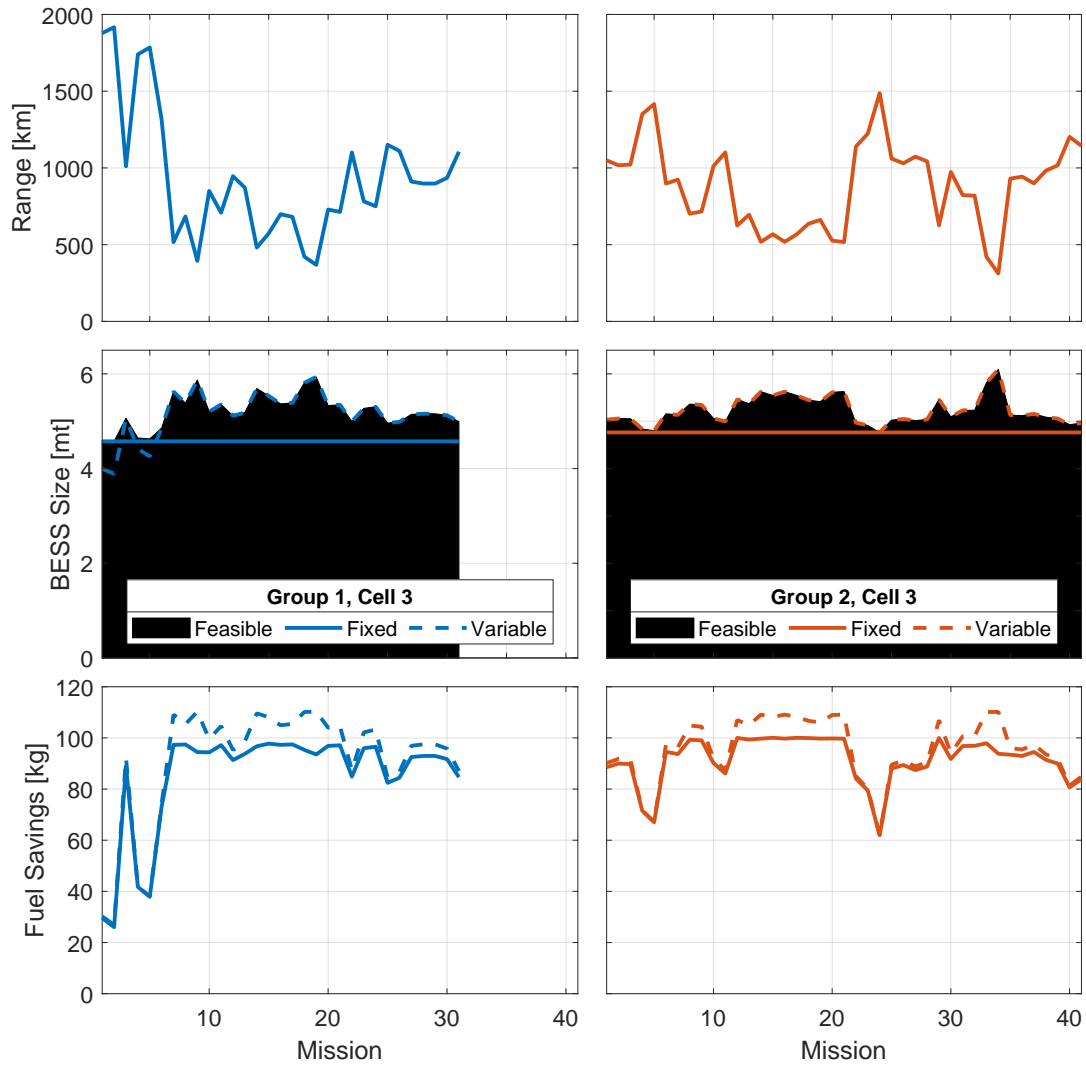 2000
1500
1000
500
0
Range [km]
6
4
2
0
BESS Size [mt]
Group 1, Cell 3
Feasible Fixed Variable
Group 2, Cell 3
Feasible Fixed Variable
120
100
80
60
40
20
0
Fuel Savings [kg]
10 20 30 40
Mission
10 20 30 40
Mission